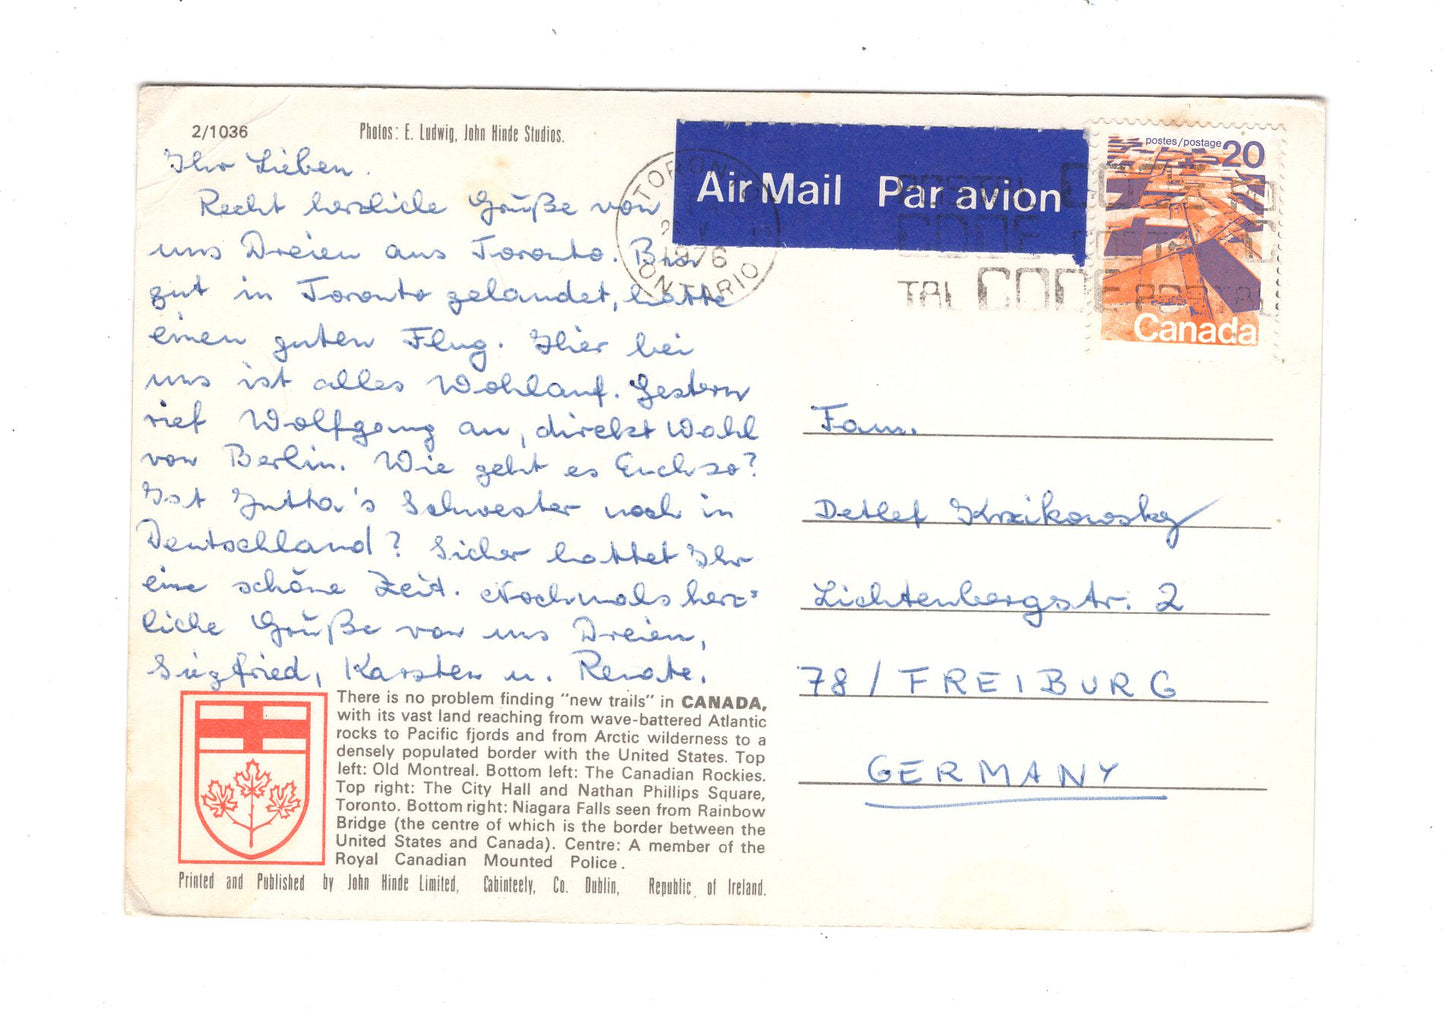 2/1036
Photos: E. Ludwig, John Hinde Studios.
Ihr Lieben.
Recht herzliche Grüße von
uns Dreien aus Toronto. Bin
gut in Toronto gelandet, hatte
einen guten Flug. Hier bei
uns ist alles Wohlauf. Gestern
rief Wolfgang an, direkt Wahl
von Berlin. Wie geht es Euch so?
Ist Jutta's Schwester noch in
Deutschland? Sicher hattet Ihr
eine schöne Zeit. Nochmals herz=
liche Grüße von uns Dreien,
Siegfried, Karsten u. Renate.
There is no problem finding "new trails" in CANADA,
with its vast land reaching from wave-battered Atlantic
rocks to Pacific fjords and from Arctic wilderness to a
densely populated border with the United States. Top
left: Old Montreal. Bottom left: The Canadian Rockies.
Top right: The City Hall and Nathan Phillips Square,
Toronto. Bottom right: Niagara Falls seen from Rainbow
Bridge (the centre of which is the border between the
United States and Canada). Centre: A member of the
Royal Canadian Mounted Police.
Printed and Published by John Hinde Limited, Cabinteely, Co. Dublin, Republic of Ireland.
TORONTO
1976
ONTARIO
Air Mail Par avion
CODE
TAL CODE
postes/postage 20
Canada
Fam.
Detlef Krzikowsky
Lichtenbergstr. 2
78 / FREIBURG
GERMANY